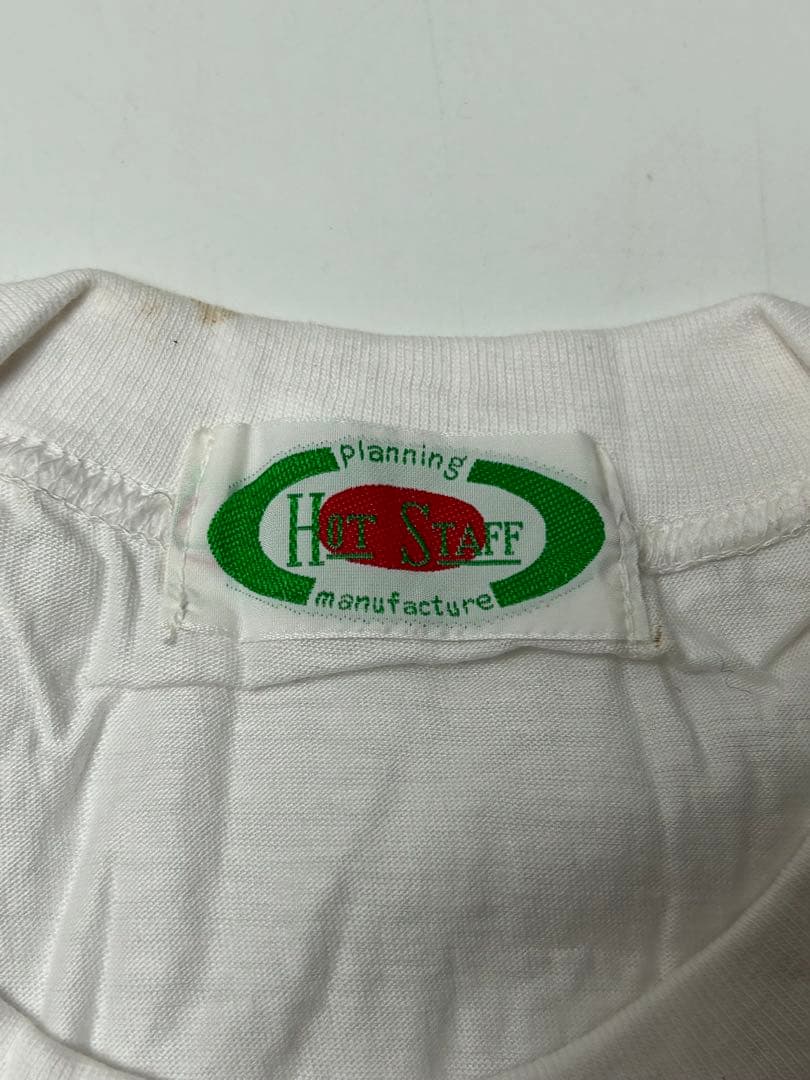 planning
HOT STAFF
manufacture